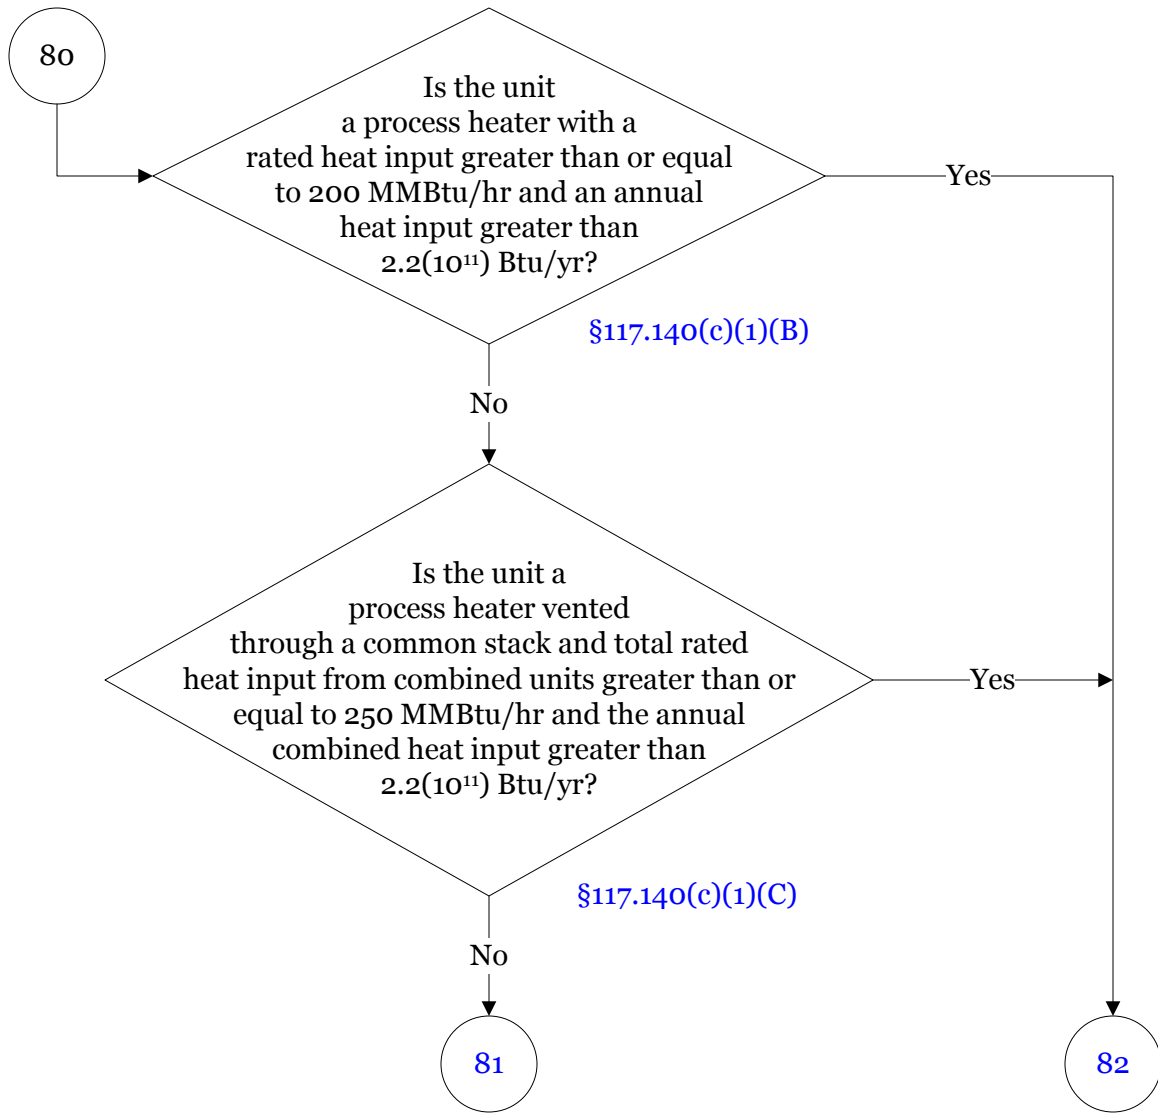 80
Is the unit
a process heater with a
rated heat input greater than or equal
to 200 MMBtu/hr and an annual
heat input greater than
2.2(10¹¹) Btu/yr?
Yes
§117.140(c)(1)(B)
No
Is the unit a
process heater vented
through a common stack and total rated
heat input from combined units greater than or
equal to 250 MMBtu/hr and the annual
combined heat input greater than
2.2(10¹¹) Btu/yr?
Yes
§117.140(c)(1)(C)
No
81
82